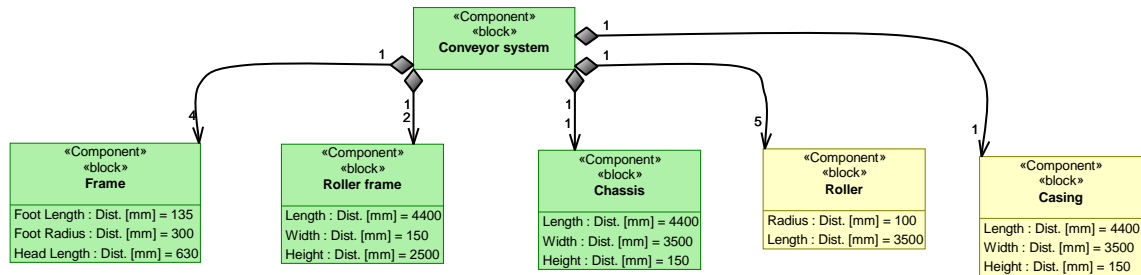 «Component»
«block»
Conveyor system
1
1
1
1
1
4
2
1
5
1
«Component»
«block»
Frame
Foot Length : Dist. [mm] = 135
Foot Radius : Dist. [mm] = 300
Head Length : Dist. [mm] = 630
«Component»
«block»
Roller frame
Length : Dist. [mm] = 4400
Width : Dist. [mm] = 150
Height : Dist. [mm] = 2500
«Component»
«block»
Chassis
Length : Dist. [mm] = 4400
Width : Dist. [mm] = 3500
Height : Dist. [mm] = 150
«Component»
«block»
Roller
Radius : Dist. [mm] = 100
Length : Dist. [mm] = 3500
«Component»
«block»
Casing
Length : Dist. [mm] = 4400
Width : Dist. [mm] = 3500
Height : Dist. [mm] = 150